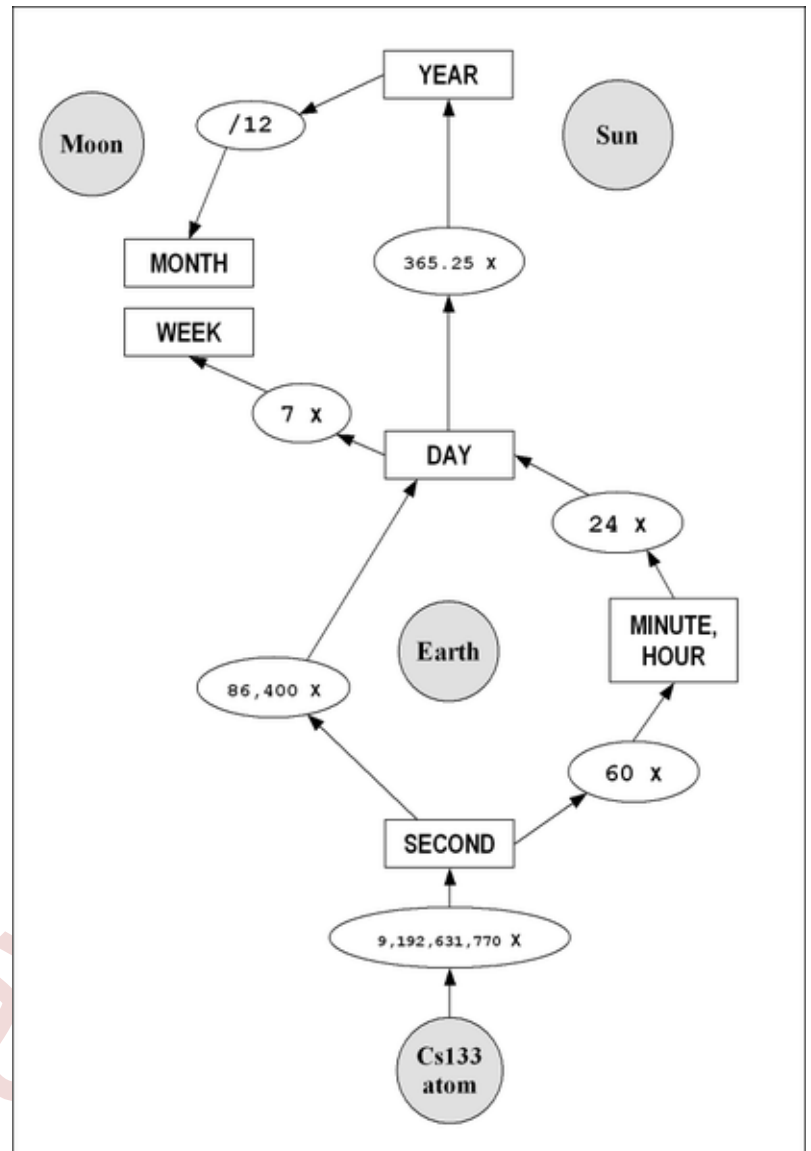 YEAR
/12
Moon
Sun
MONTH
365.25 X
WEEK
7 X
DAY
24 X
MINUTE,
HOUR
Earth
86,400 X
60 X
SECOND
9,192,631,770 X
Cs133
atom